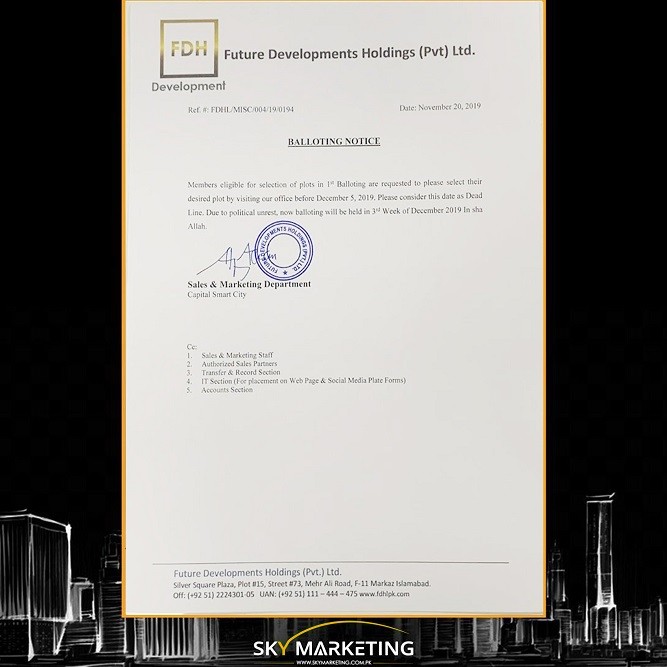 FDH
Development
Future Developments Holdings (Pvt) Ltd.
Ref. #: FDHL/MISC/004/19/0194
Date: November 20, 2019
BALLOTING NOTICE
Members eligible for selection of plots in 1st Balloting are requested to please select their
desired plot by visiting our office before December 5, 2019. Please consider this date as Dead
Line. Due to political unrest, now balloting will be held in 3rd Week of December 2019 In sha
Allah.
FUTURE DEVELOPMENTS HOLDINGS (PVT) LTD.
Sales & Marketing Department
Capital Smart City
Cc:
1. Sales & Marketing Staff
2. Authorized Sales Partners
3. Transfer & Record Section
4. IT Section (For placement on Web Page & Social Media Plate Forms)
5. Accounts Section
Future Developments Holdings (Pvt.) Ltd.
Silver Square Plaza, Plot #15, Street #73, Mehr Ali Road, F-11 Markaz Islamabad.
Off: (+92 51) 2224301-05 UAN: (+92 51) 111 – 444 – 475 www.fdhlpk.com
SKY MARKETING
WWW.SKYMARKETING.COM.PK